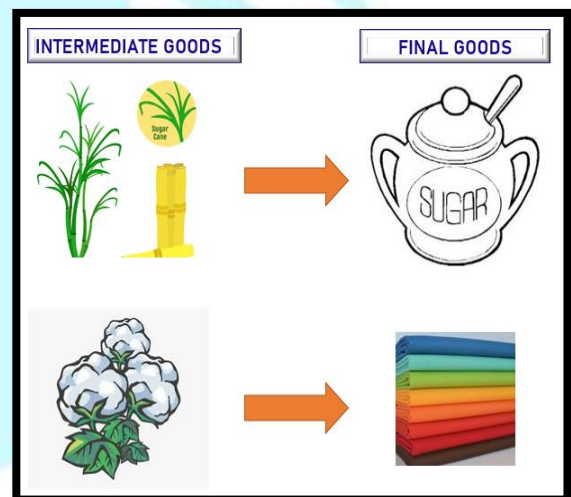 INTERMEDIATE GOODS
FINAL GOODS
Sugar
Cane
SUGAR